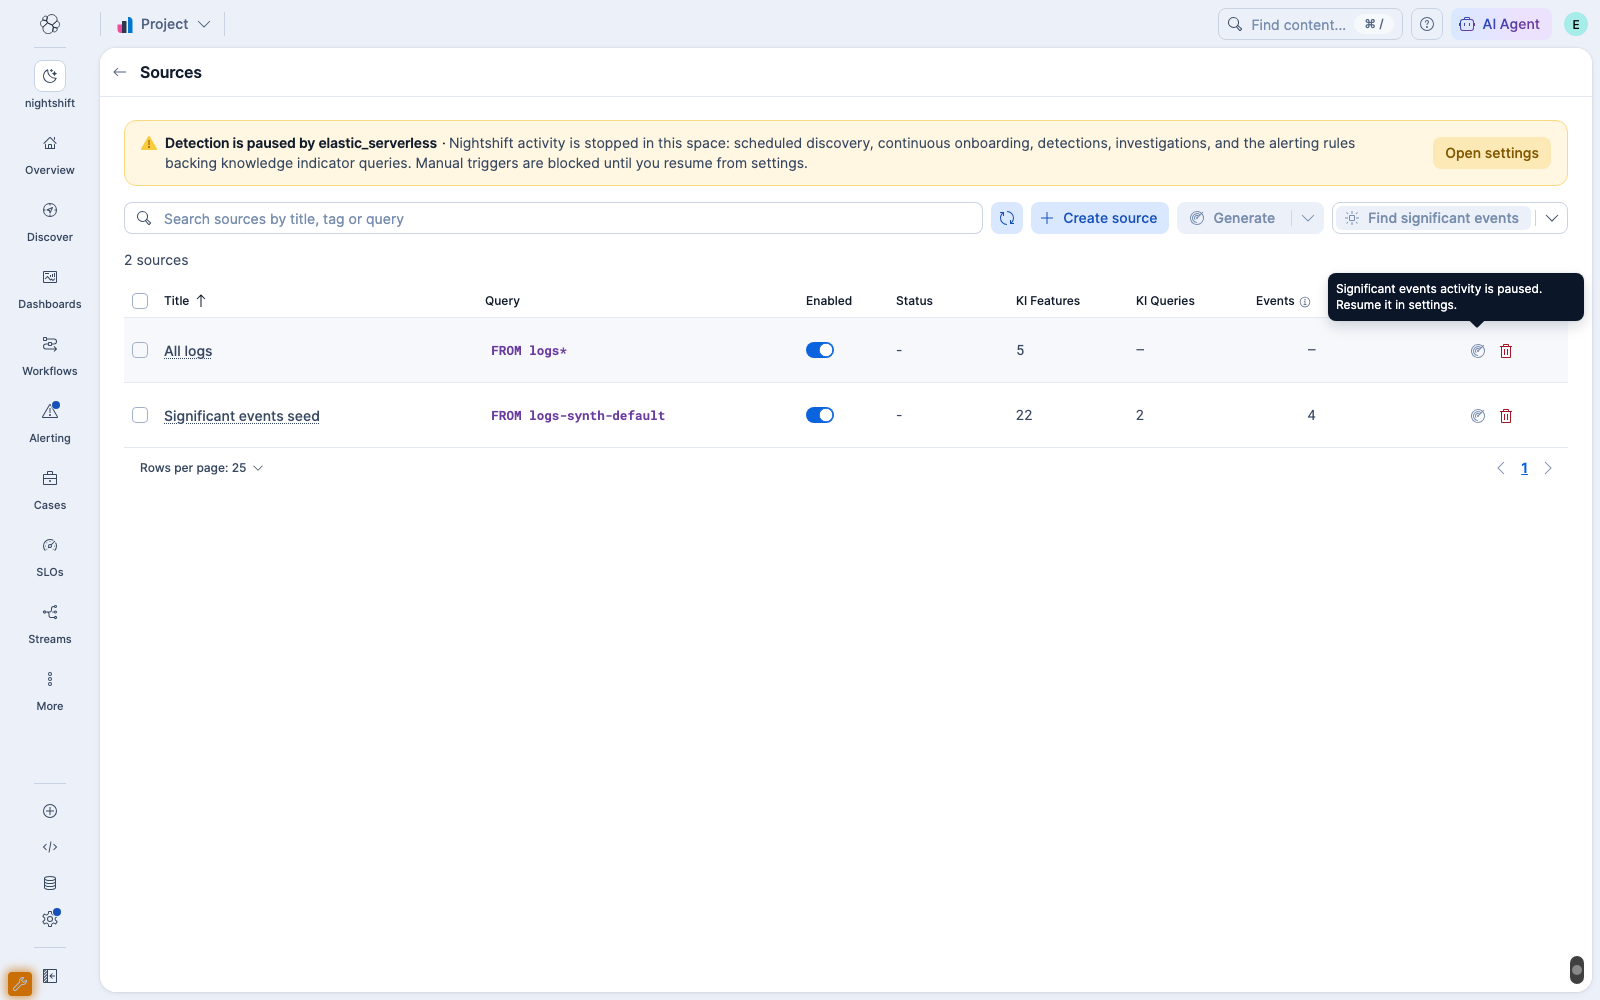 Project
Find content... ⌘ /
AI Agent
E
nightshift
Overview
Discover
Dashboards
Workflows
Alerting
Cases
SLOs
Streams
More
Sources
Detection is paused by elastic_serverless · Nightshift activity is stopped in this space: scheduled discovery, continuous onboarding, detections, investigations, and the alerting rules
backing knowledge indicator queries. Manual triggers are blocked until you resume from settings.
Open settings
Search sources by title, tag or query
Create source
Generate
Find significant events
2 sources
Significant events activity is paused.
Resume it in settings.
Title ↑ Query Enabled Status KI Features KI Queries Events
All logs FROM logs* - 5 – –
Significant events seed FROM logs-synth-default - 22 2 4
Rows per page: 25
1